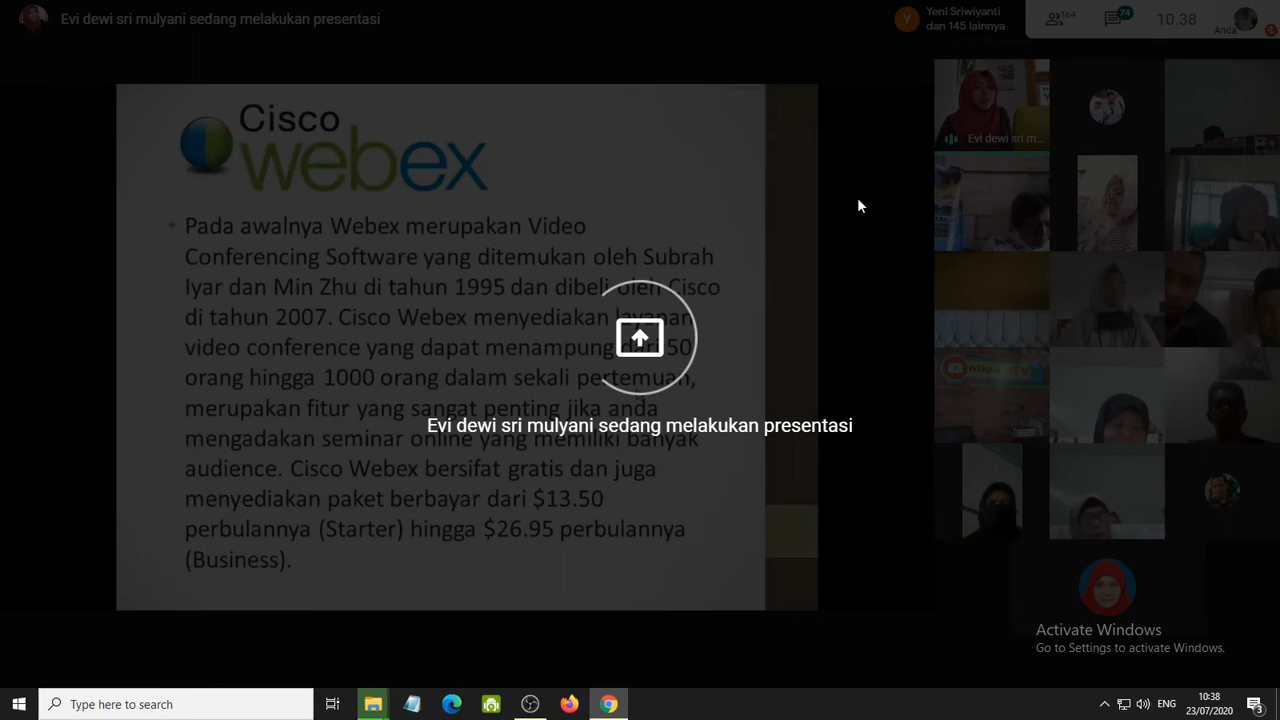 Evi dewi sri mulyani sedang melakukan presentasi
Y
Yeni Sriwiyanti
dan 145 lainnya
164
74
10.38
Anda
Cisco
webex
• Pada awalnya Webex merupakan Video
Conferencing Software yang ditemukan oleh Subrah
Iyar dan Min Zhu di tahun 1995 dan dibeli oleh Cisco
di tahun 2007. Cisco Webex menyediakan layanan
video conference yang dapat menampung dari 50
orang hingga 1000 orang dalam sekali pertemuan,
merupakan fitur yang sangat penting jika anda
mengadakan seminar online yang memiliki banyak
audience. Cisco Webex bersifat gratis dan juga
menyediakan paket berbayar dari $13.50
perbulannya (Starter) hingga $26.95 perbulannya
(Business).
Evi dewi sri mulyani sedang melakukan presentasi
Evi dewi sri m...
Activate Windows
Go to Settings to activate Windows.
Type here to search
ENG
10:38
23/07/2020
3